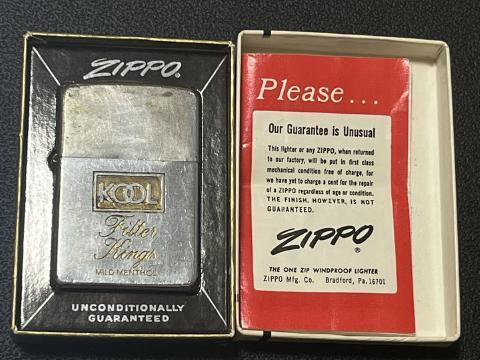 ZIPPO®
KOOL
Filter
Kings
MILD MENTHOL
UNCONDITIONALLY
GUARANTEED
Please...
Our Guarantee is Unusual
This lighter or any ZIPPO, when returned
to our factory, will be put in first class
mechanical condition free of charge, for
we have yet to charge a cent for the repair
of a ZIPPO regardless of age or condition.
THE FINISH, HOWEVER, IS NOT
GUARANTEED.
ZIPPO®
THE ONE ZIP WINDPROOF LIGHTER
ZIPPO Mfg. Co. Bradford, Pa. 16701